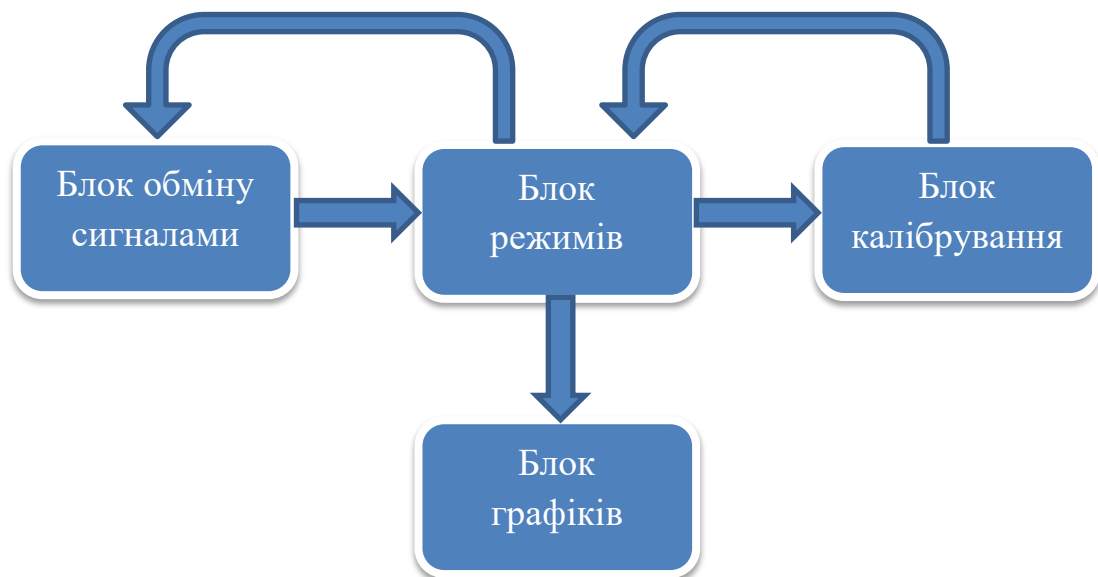 Блок обміну
сигналами
Блок
режимів
Блок
калібрування
Блок
графіків